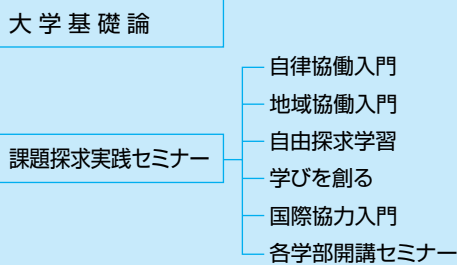 大学基礎論
自律協働入門
地域協働入門
自由探求学習
課題探求実践セミナー
学びを創る
国際協力入門
各学部開講セミナー